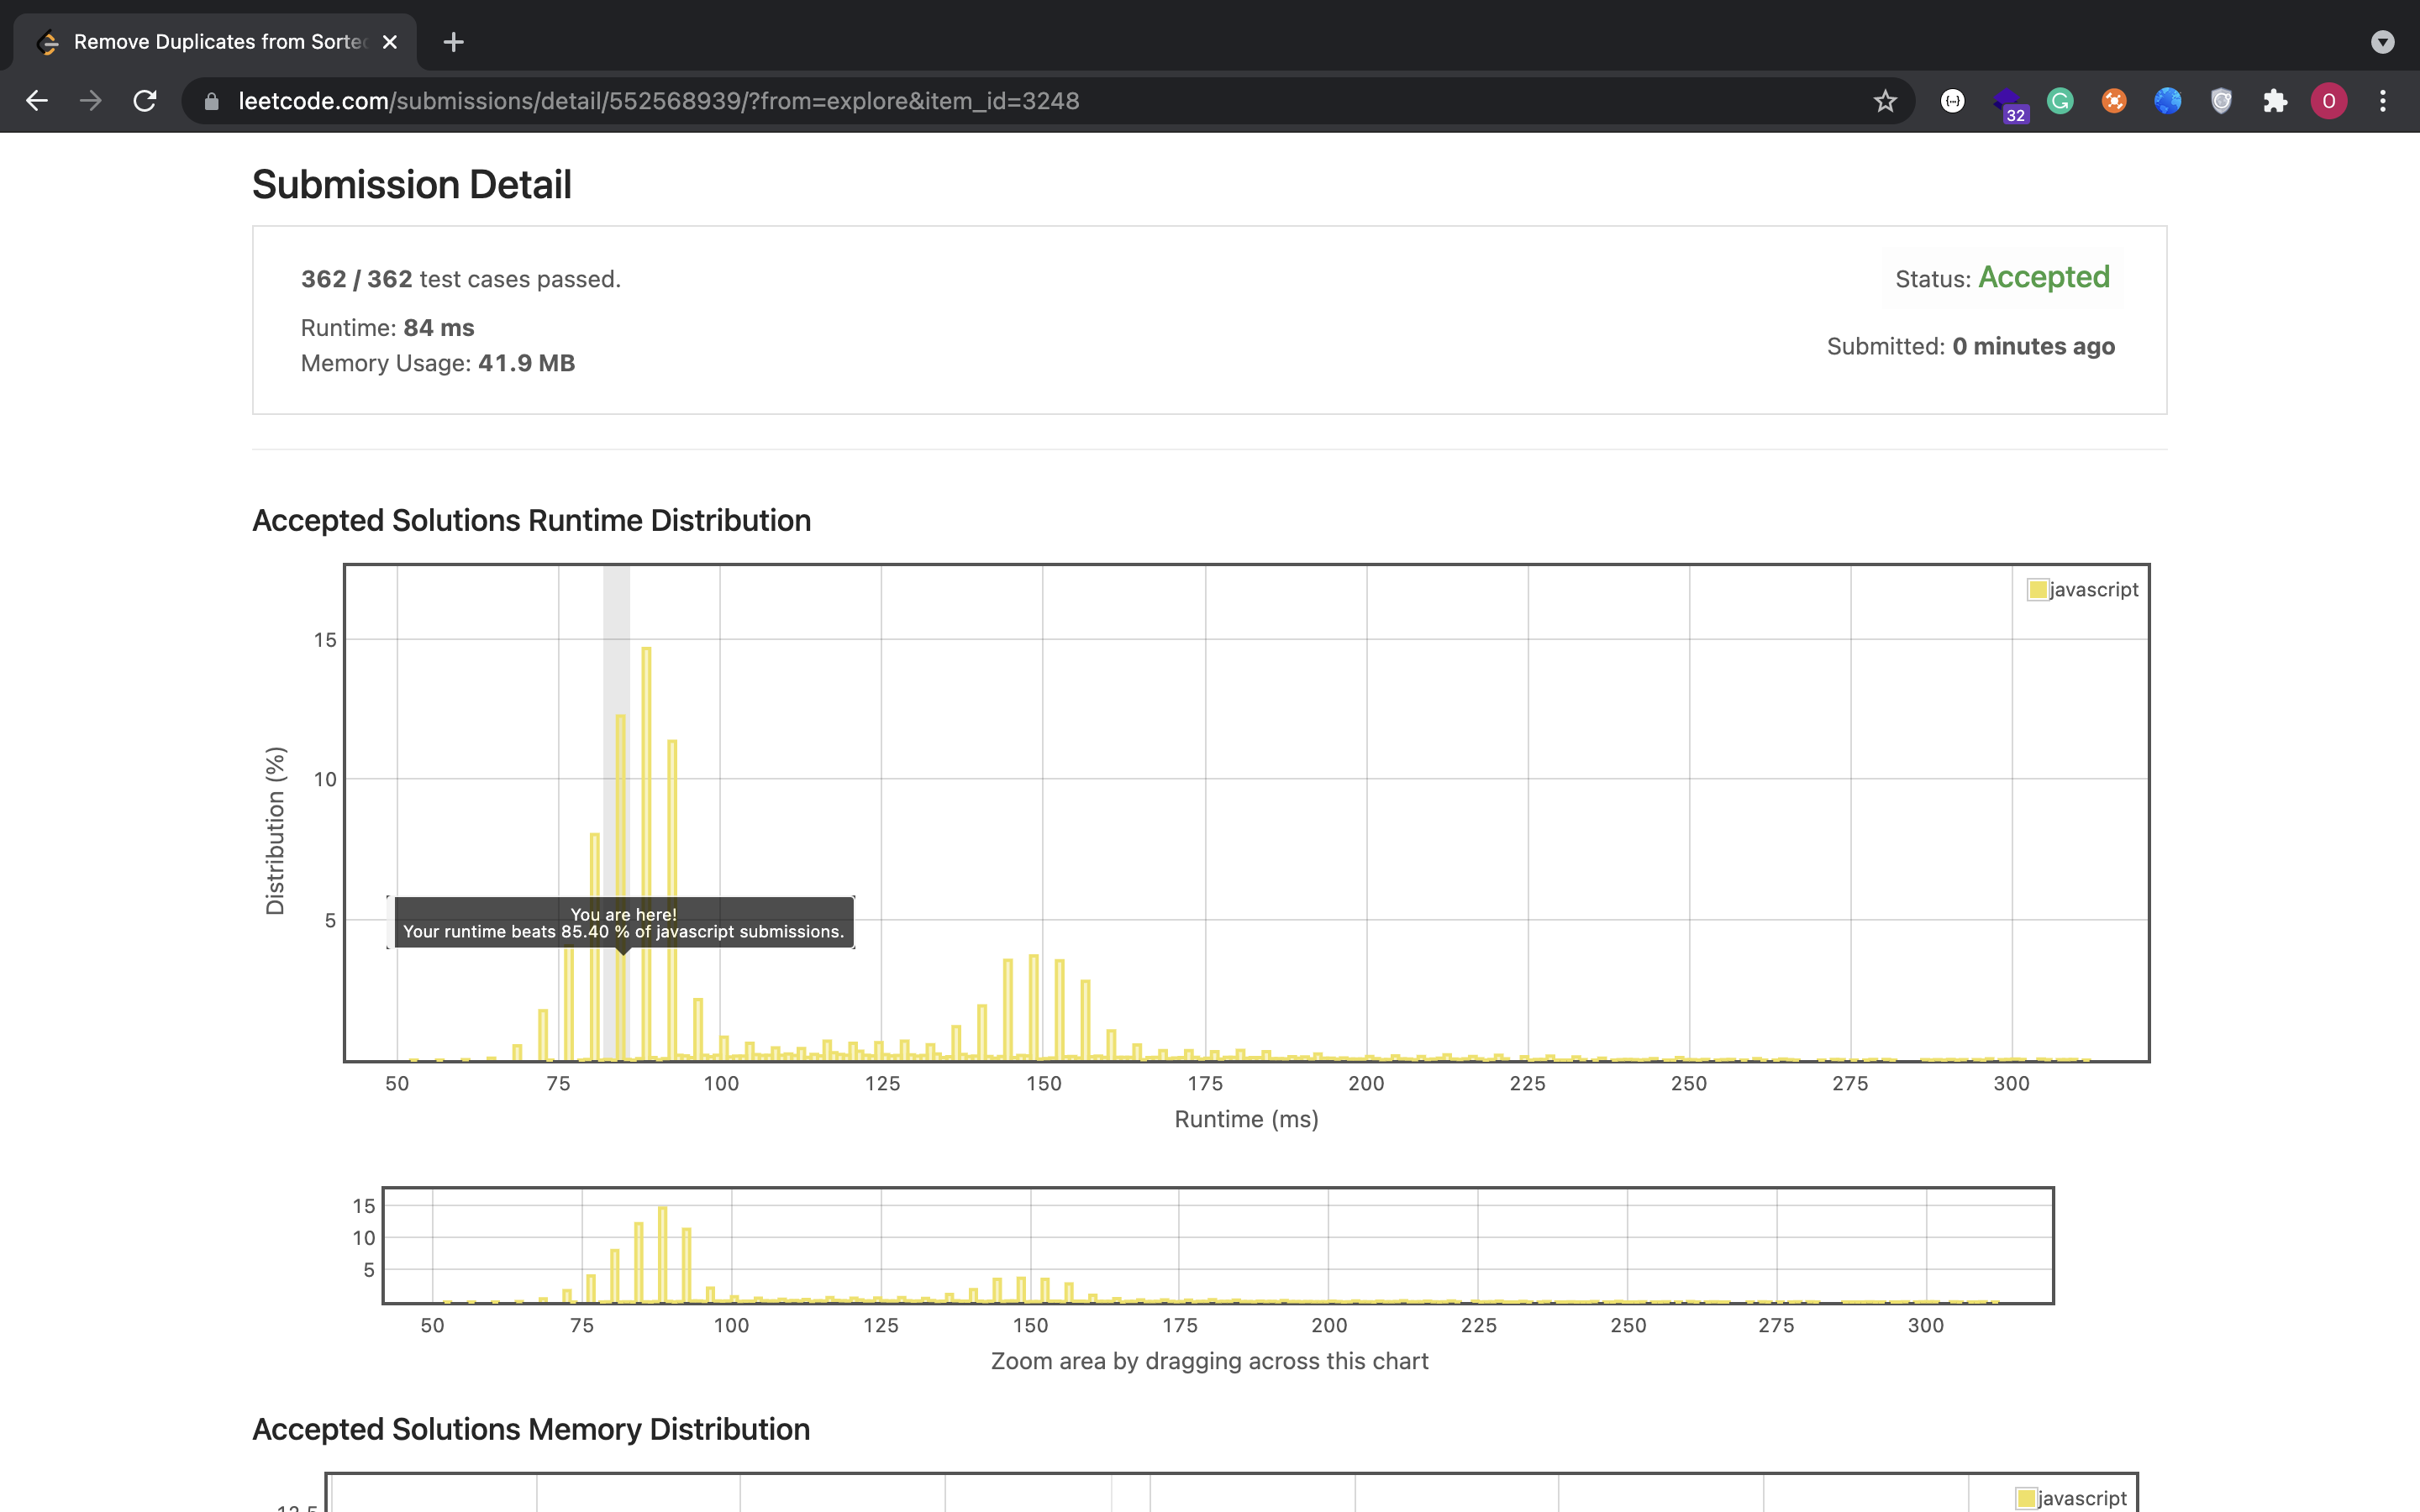 Remove Duplicates from Sorted
leetcode.com/submissions/detail/552568939/?from=explore&item_id=3248
32
O
Submission Detail
362 / 362 test cases passed.
Status: Accepted
Runtime: 84 ms
Memory Usage: 41.9 MB
Submitted: 0 minutes ago
Accepted Solutions Runtime Distribution
javascript
15
10
5
Distribution (%)
You are here!
Your runtime beats 85.40 % of javascript submissions.
50 75 100 125 150 175 200 225 250 275 300
Runtime (ms)
15
10
5
50 75 100 125 150 175 200 225 250 275 300
Zoom area by dragging across this chart
Accepted Solutions Memory Distribution
javascript